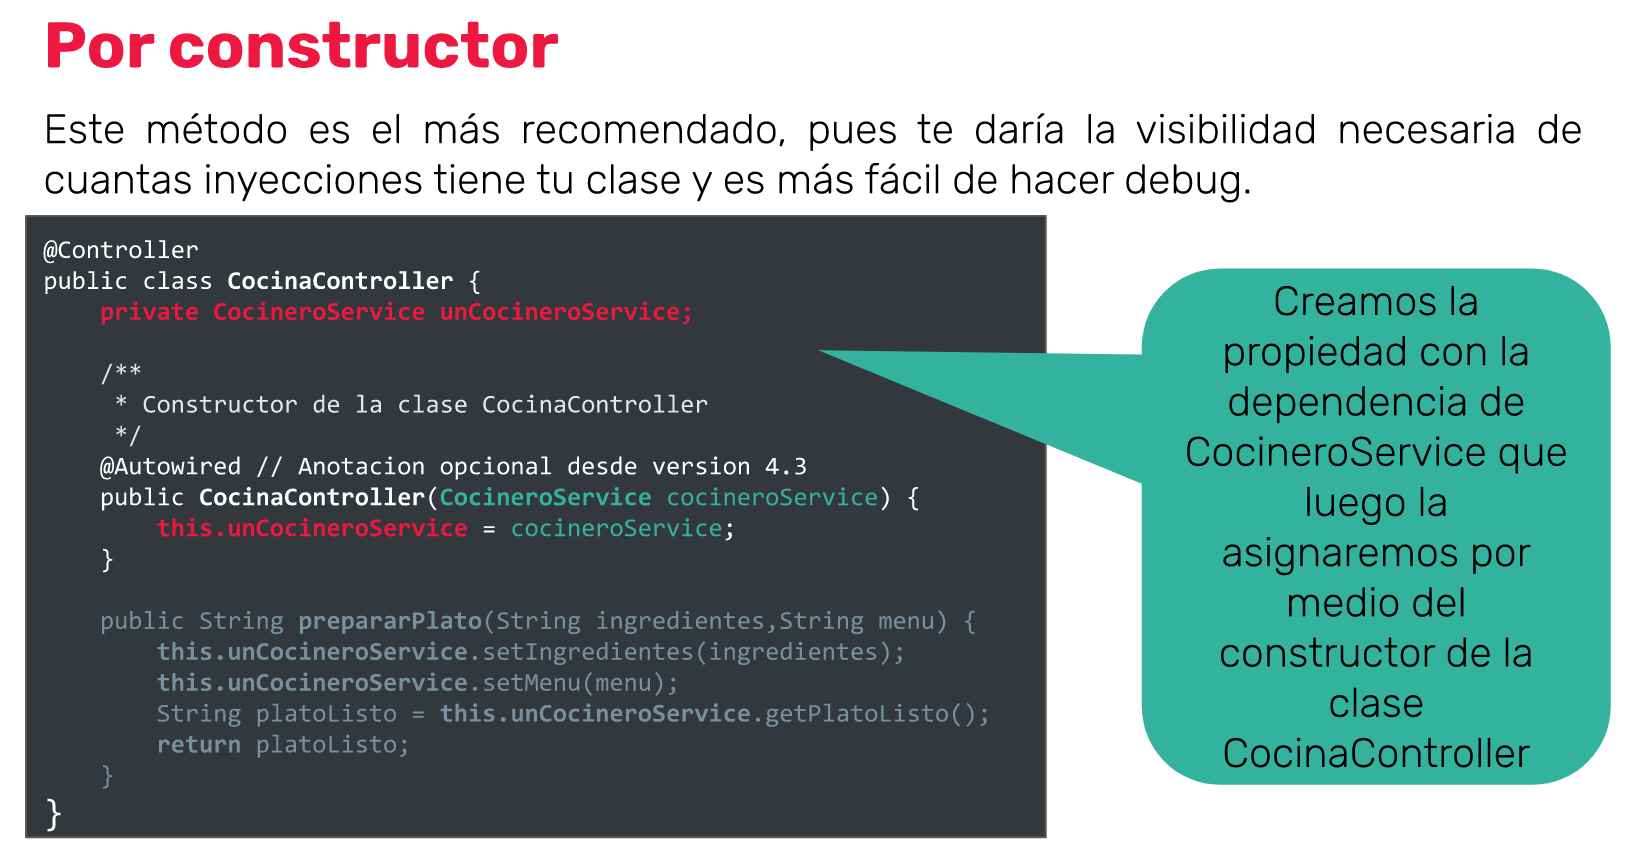 Por constructor
Este método es el más recomendado, pues te daría la visibilidad necesaria de
cuantas inyecciones tiene tu clase y es más fácil de hacer debug.
@Controller
public class CocinaController {
    private CocineroService unCocineroService;
    /**
     * Constructor de la clase CocinaController
     */
    @Autowired // Anotacion opcional desde version 4.3
    public CocinaController(CocineroService cocineroService) {
        this.unCocineroService = cocineroService;
    }
    public String prepararPlato(String ingredientes,String menu) {
        this.unCocineroService.setIngredientes(ingredientes);
        this.unCocineroService.setMenu(menu);
        String platoListo = this.unCocineroService.getPlatoListo();
        return platoListo;
    }
}
Creamos la
propiedad con la
dependencia de
CocineroService que
luego la
asignaremos por
medio del
constructor de la
clase
CocinaController